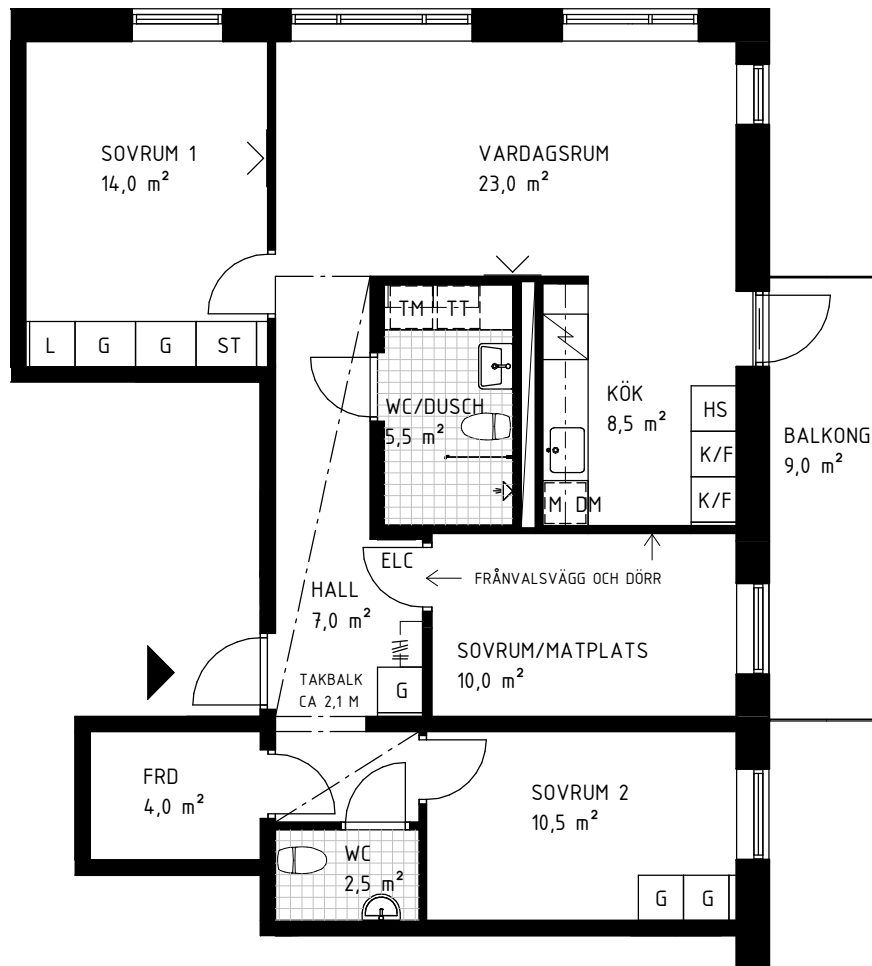 SOVRUM 1
14,0 m²
VARDAGSRUM
23,0 m²
L
G
G
ST
TM
TT
WC/DUSCH
5,5 m²
KÖK
8,5 m²
HS
K/F
K/F
M
DM
BALKONG
9,0 m²
ELC
HALL
7,0 m²
FRÅNVALSVÄGG OCH DÖRR
SOVRUM/MATPLATS
10,0 m²
TAKBALK
CA 2,1 M
G
FRD
4,0 m²
SOVRUM 2
10,5 m²
WC
2,5 m²
G
G